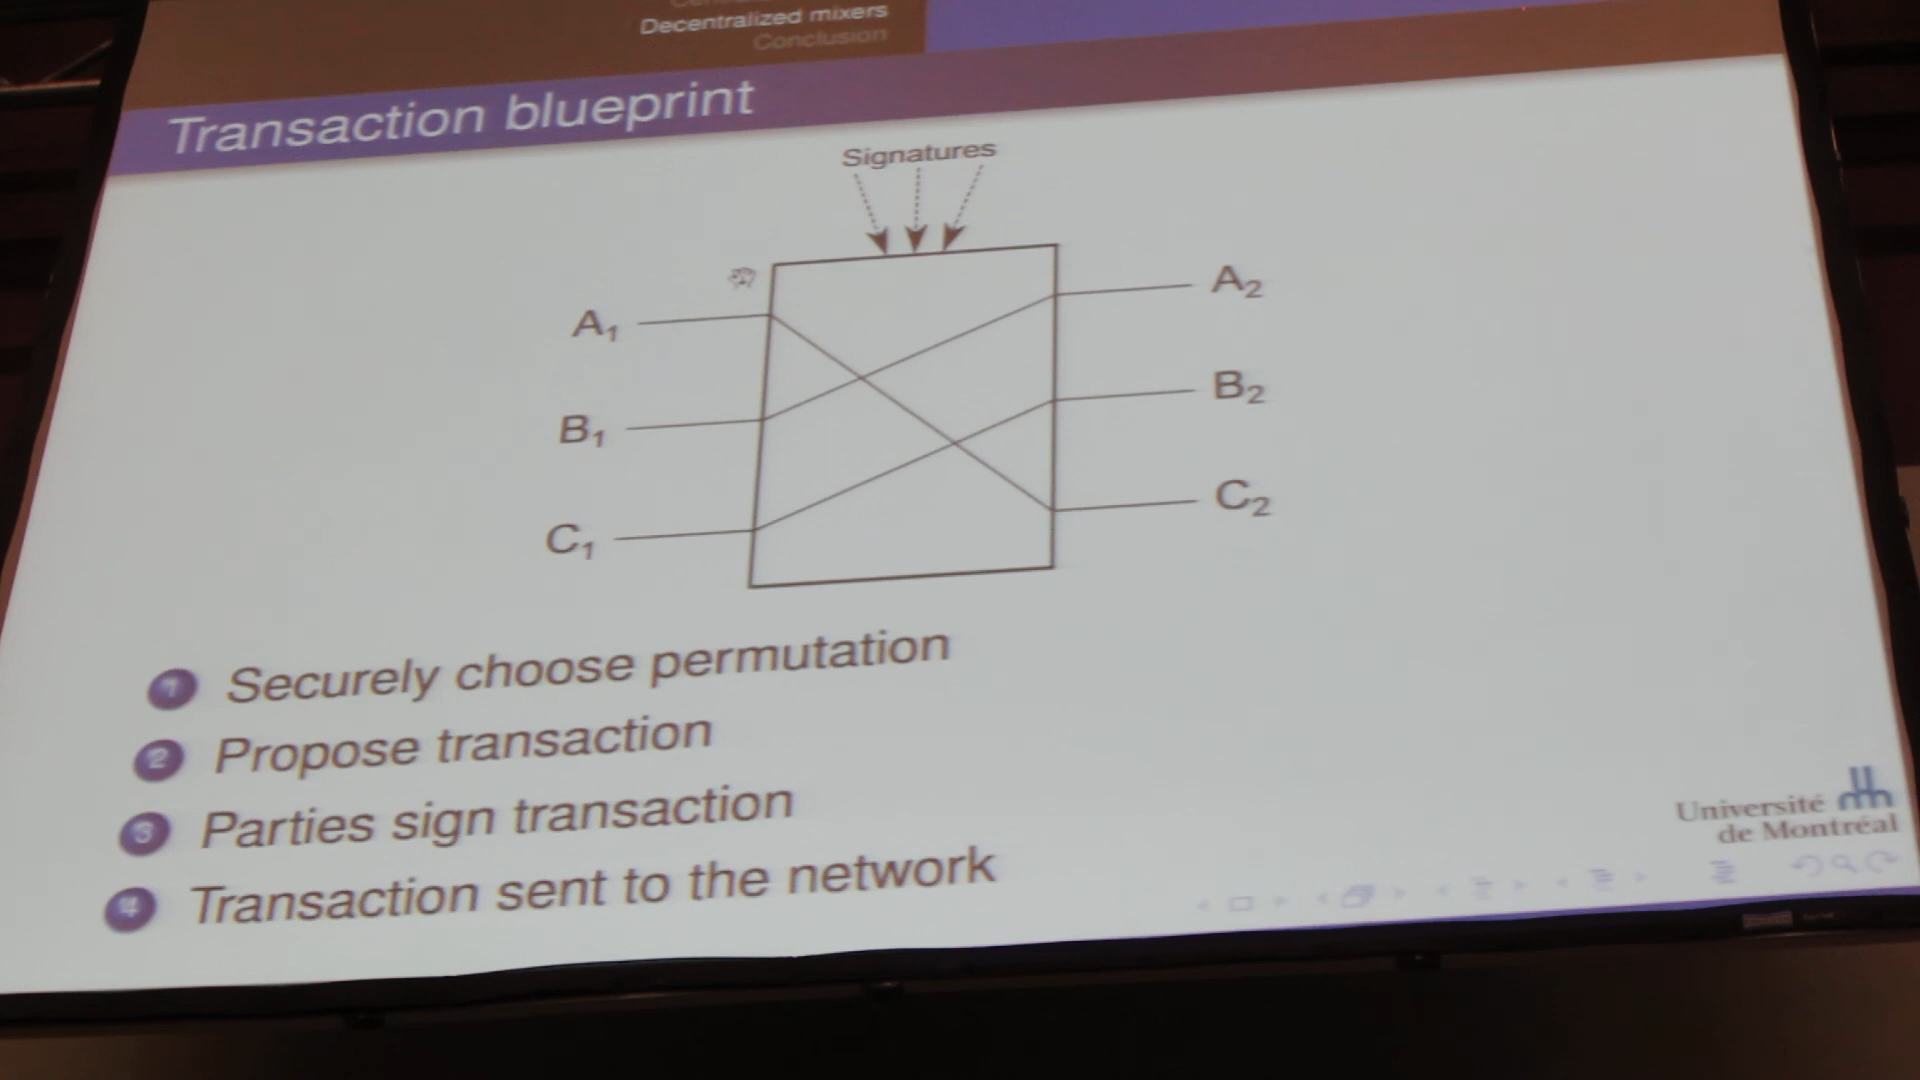 Decentralized mixers
Conclusion
Transaction blueprint
Signatures
A1
A2
B1
B2
C1
C2
1 Securely choose permutation
2 Propose transaction
3 Parties sign transaction
4 Transaction sent to the network
Université
de Montréal